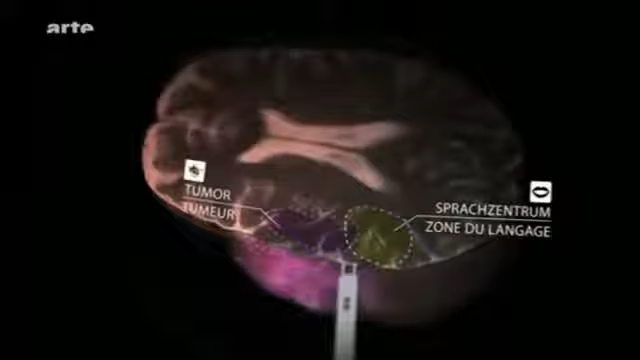 arte
TUMOR
TUMEUR
SPRACHZENTRUM
ZONE DU LANGAGE